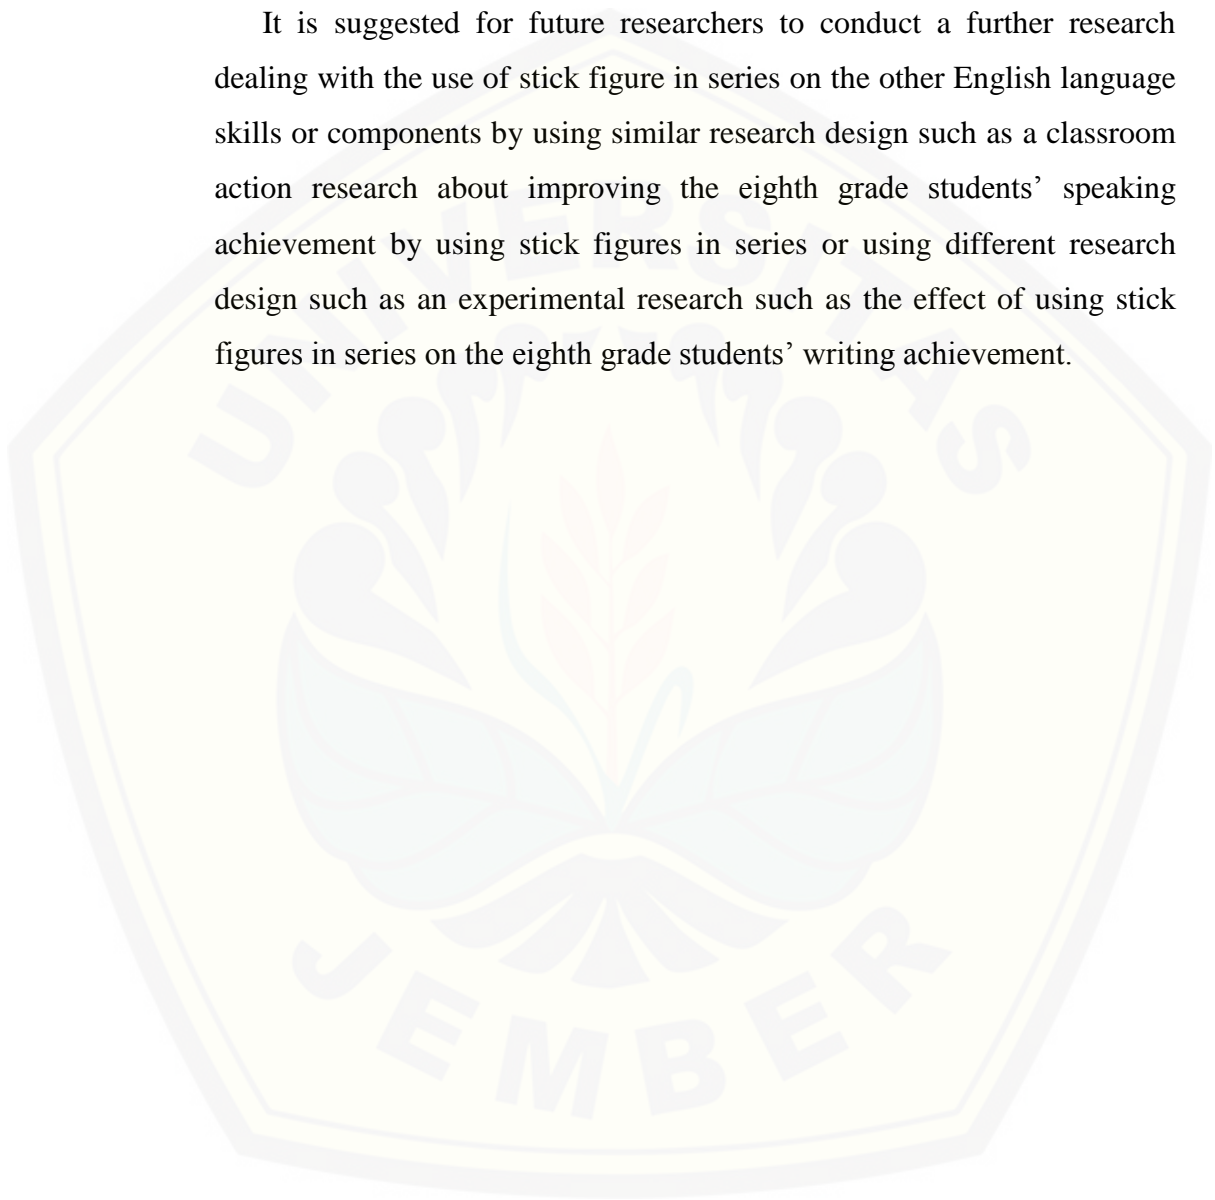 It is suggested for future researchers to conduct a further research
dealing with the use of stick figure in series on the other English language
skills or components by using similar research design such as a classroom
action research about improving the eighth grade students’ speaking
achievement by using stick figures in series or using different research
design such as an experimental research such as the effect of using stick
figures in series on the eighth grade students’ writing achievement.
UNIVERSITAS
JEMBER